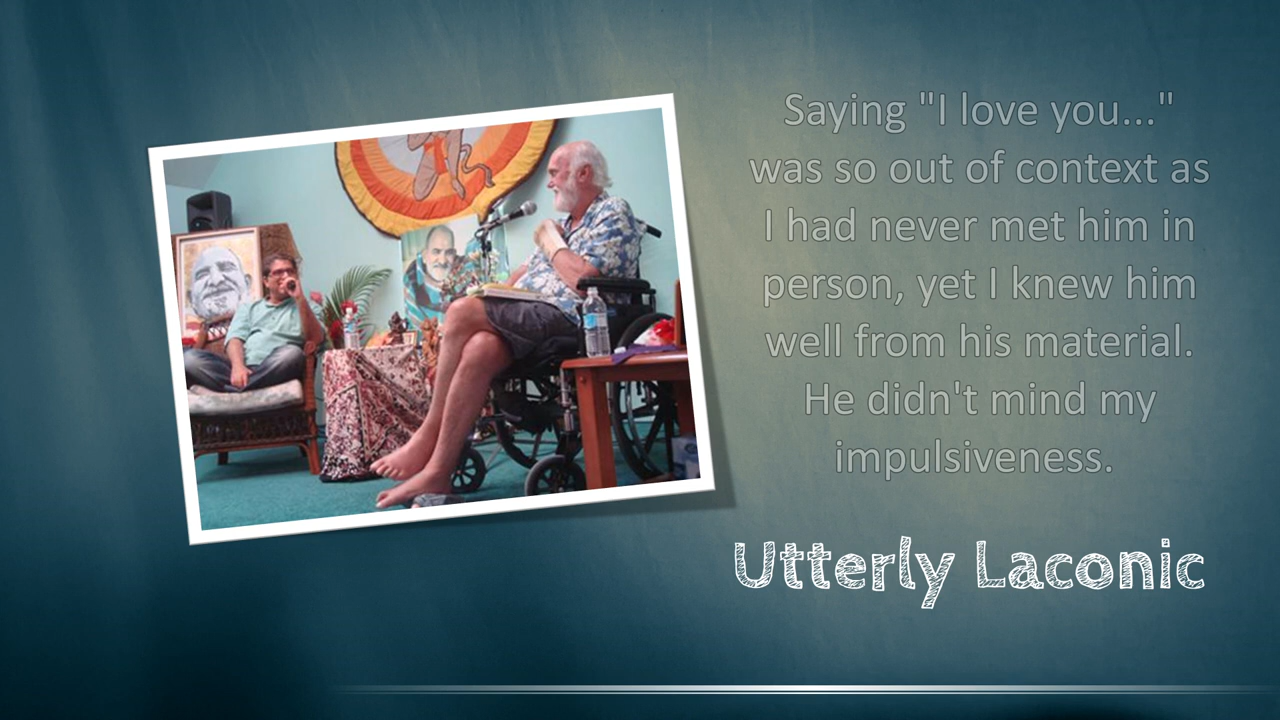 Saying "I love you..."
was so out of context as
I had never met him in
person, yet I knew him
well from his material.
He didn't mind my
impulsiveness.
Utterly Laconic